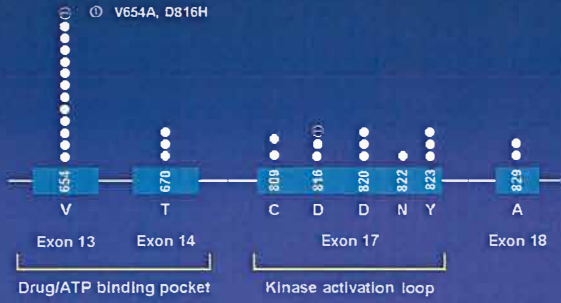 ① V654A, D816H
654 670 809 816 820 822 823 829
V T C D D N Y A
Exon 13 Exon 14 Exon 17 Exon 18
Drug/ATP binding pocket Kinase activation loop